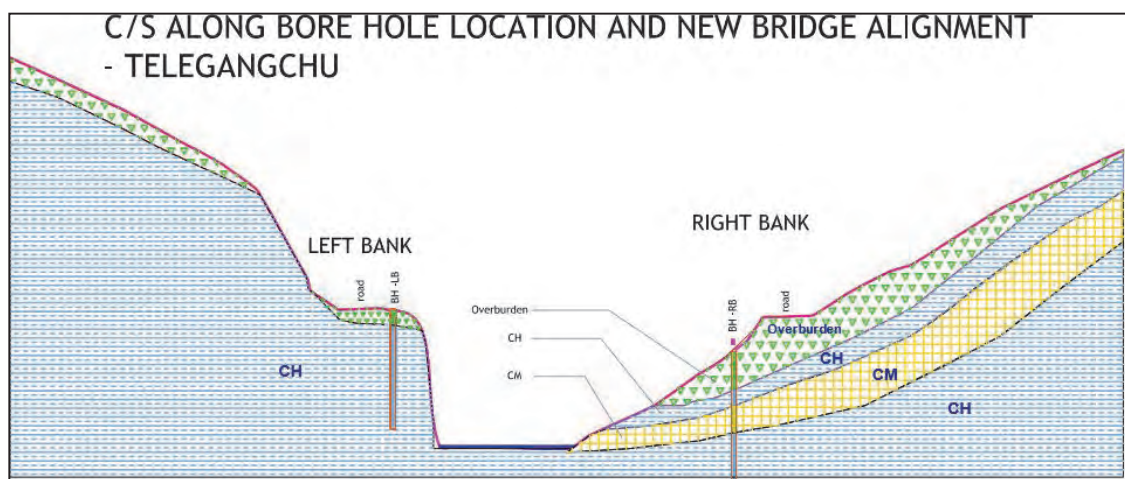 C/S ALONG BORE HOLE LOCATION AND NEW BRIDGE ALIGNMENT
- TELEGANGCHU
RIGHT BANK
LEFT BANK
road
BH -LB
BH -RB
road
Overburden
Overburden
CH
CH
CM
CM
CH
CH